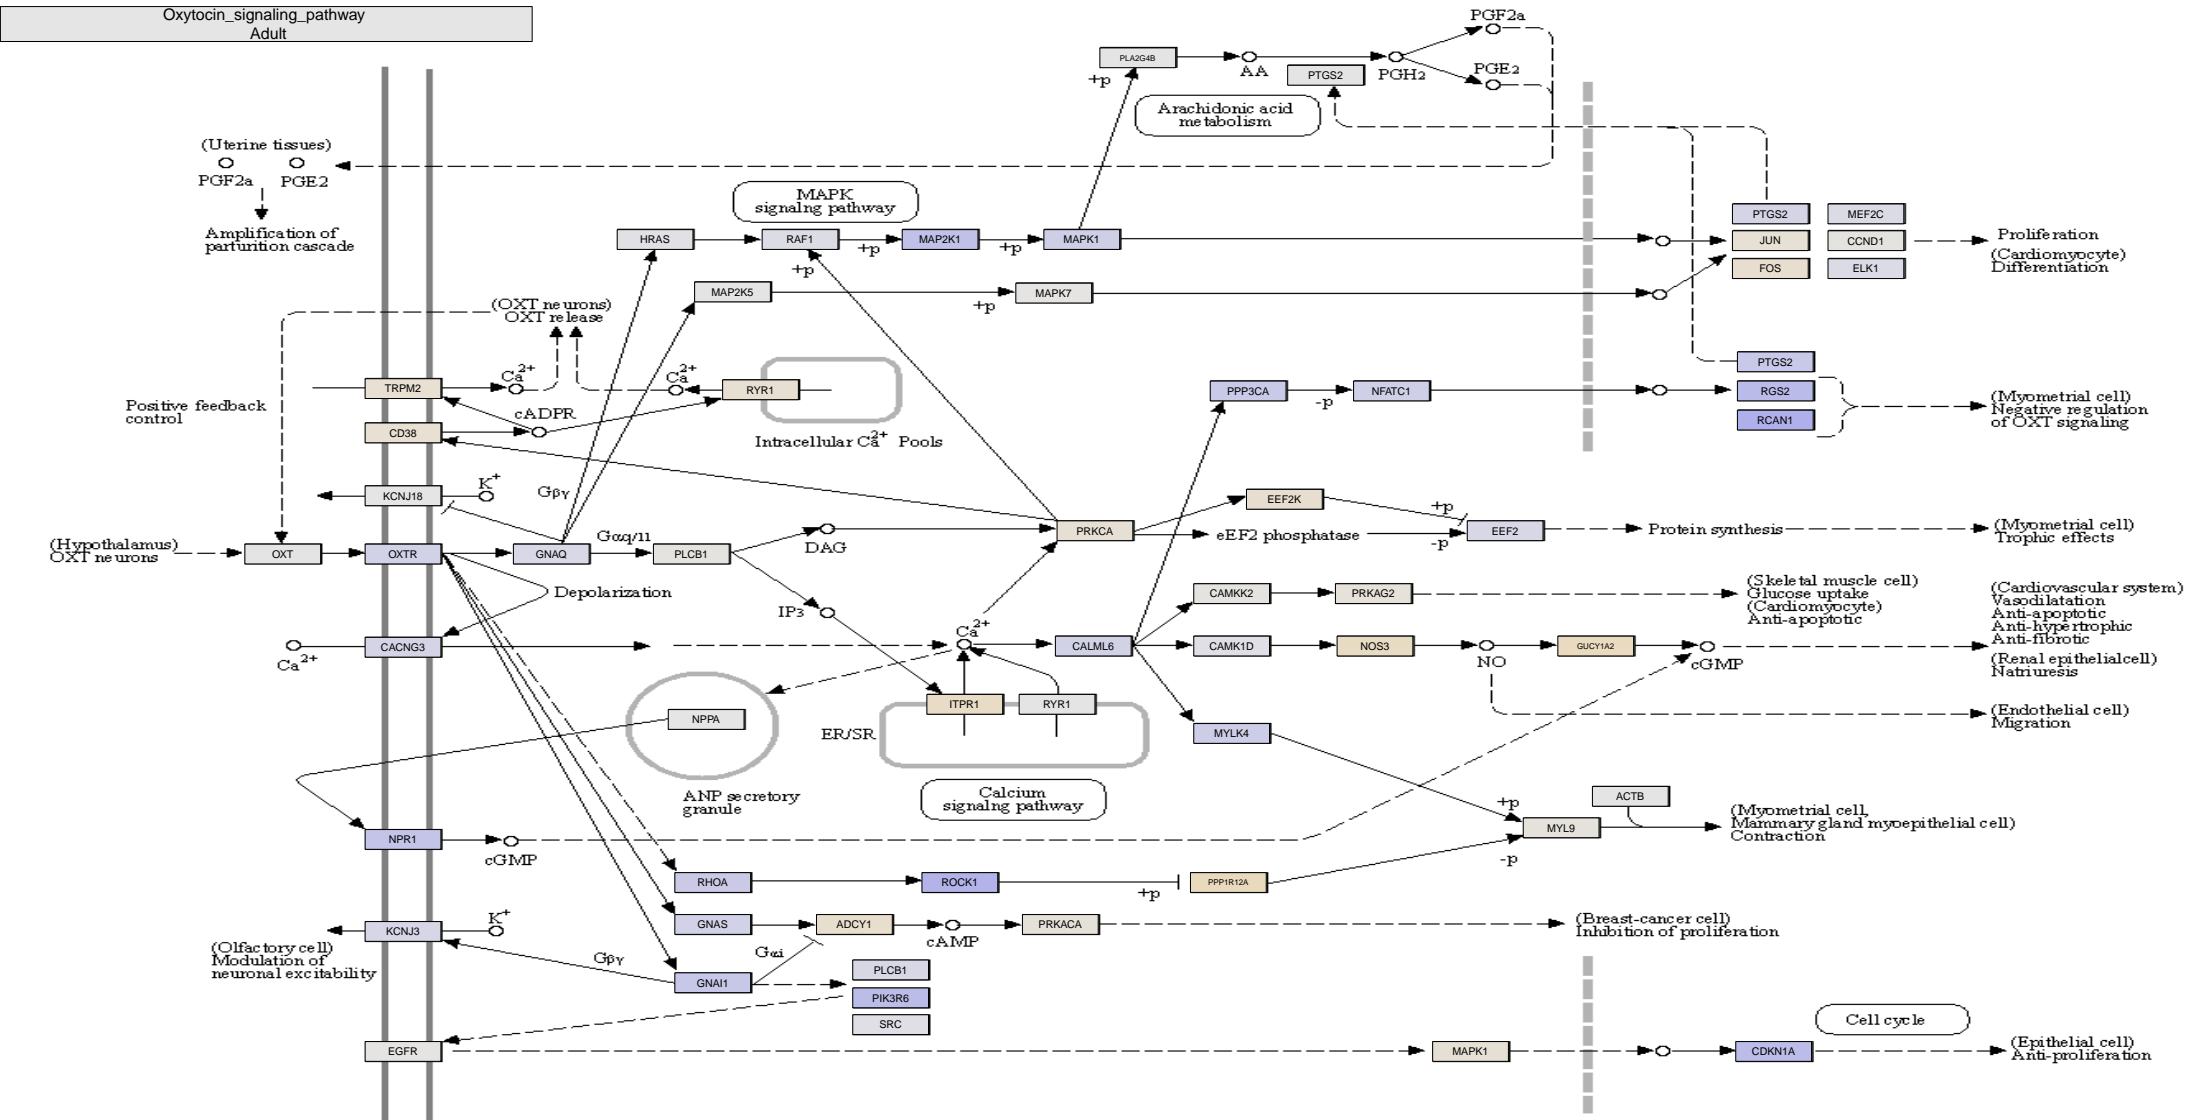 Oxytocin_signaling_pathway
Adult
PGF2a
PLA2G4B
+p
AA
PTGS2
PGH2
PGE2
Arachidonic acid
metabolism
(Uterine tissues)
PGF2a
PGE2
Amplification of
parturition cascade
MAPK
signalng pathway
HRAS
RAF1
+p
MAP2K1
+p
MAPK1
+p
PTGS2
MEF2C
JUN
CCND1
FOS
ELK1
Proliferation
(Cardiomyocyte)
Differentiation
MAP2K5
+p
MAPK7
(OXT neurons)
OXT release
TRPM2
Ca2+
Ca2+
RYR1
cADPR
CD38
Intracellular Ca2+ Pools
Positive feedback
control
PPP3CA
-p
NFATC1
PTGS2
RGS2
RCAN1
(Myometrial cell)
Negative regulation
of OXT signaling
KCNJ18
K+
Gβγ
(Hypothalamus)
OXT neurons
OXT
OXTR
GNAQ
Gαq/11
PLCB1
DAG
PRKCA
EEF2K
+p
eEF2 phosphatase
-p
EEF2
Protein synthesis
(Myometrial cell)
Trophic effects
Depolarization
IP3
Ca2+
CACNG3
Ca2+
CALML6
CAMKK2
PRKAG2
(Skeletal muscle cell)
Glucose uptake
(Cardiomyocyte)
Anti-apoptotic
CAMK1D
NOS3
NO
GUCY1A2
cGMP
(Cardiovascular system)
Vasodilatation
Anti-apoptotic
Anti-hypertrophic
Anti-fibrotic
(Renal epithelialcell)
Natriuresis
(Endothelial cell)
Migration
NPPA
ANP secretory
granule
ITPR1
RYR1
ER/SR
Calcium
signalng pathway
MYLK4
+p
MYL9
-p
ACTB
(Myometrial cell,
Mammary gland myoepithelial cell)
Contraction
NPR1
cGMP
RHOA
ROCK1
+p
PPP1R12A
GNAS
ADCY1
cAMP
PRKACA
(Breast-cancer cell)
Inhibition of proliferation
KCNJ3
K+
(Olfactory cell)
Modulation of
neuronal excitability
Gβγ
Gαi
GNAI1
PLCB1
PIK3R6
SRC
EGFR
MAPK1
Cell cycle
CDKN1A
(Epithelial cell)
Anti-proliferation